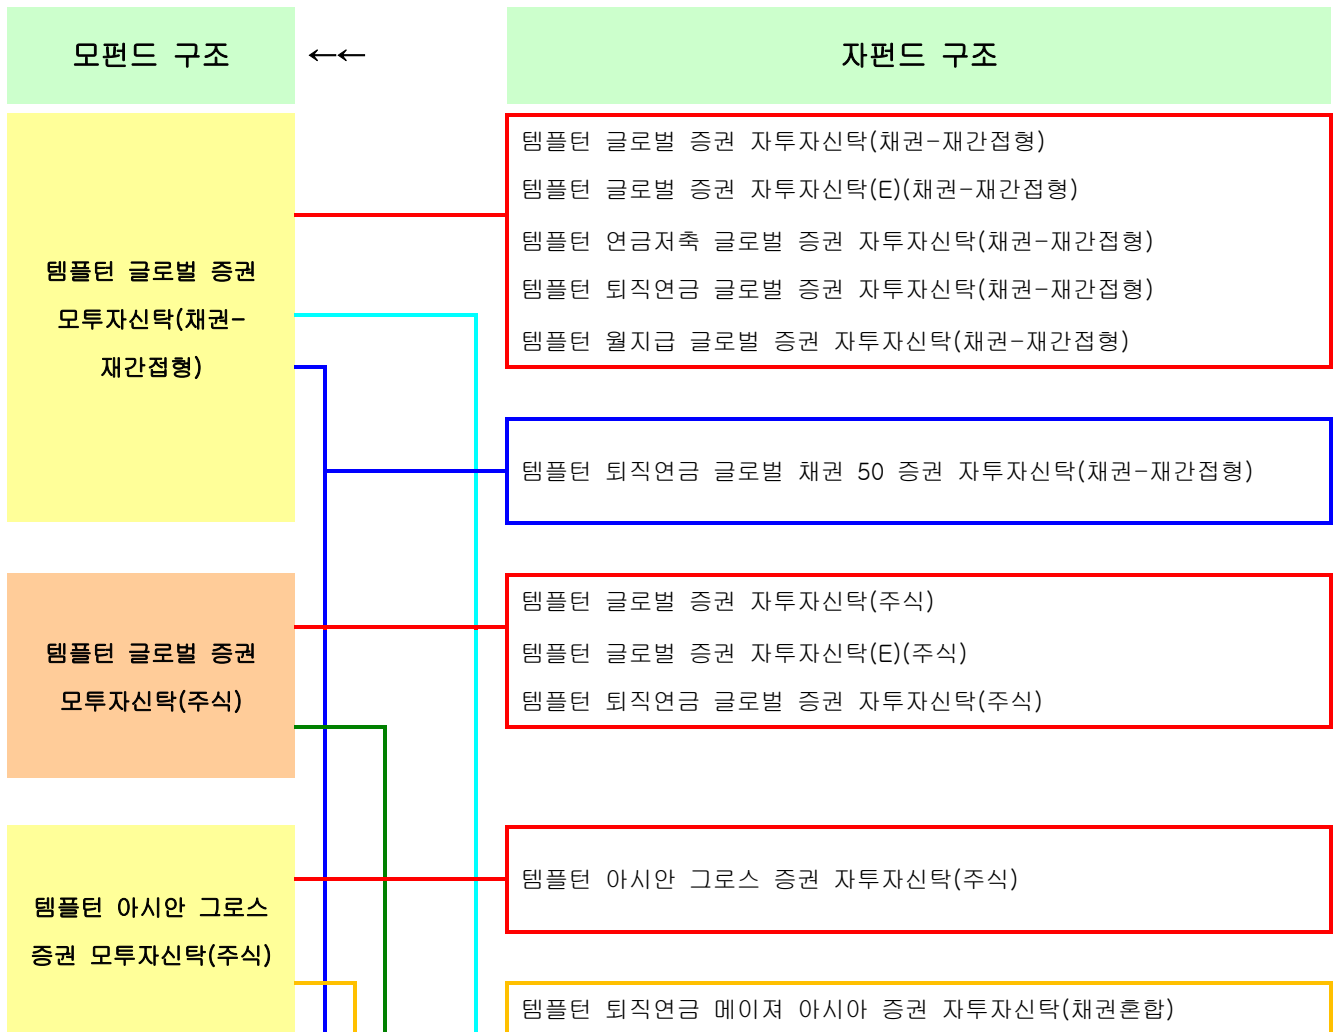 모펀드 구조
←←
자펀드 구조
템플턴 글로벌 증권
모투자신탁(채권-
재간접형)
템플턴 글로벌 증권 자투자신탁(채권-재간접형)
템플턴 글로벌 증권 자투자신탁(E)(채권-재간접형)
템플턴 연금저축 글로벌 증권 자투자신탁(채권-재간접형)
템플턴 퇴직연금 글로벌 증권 자투자신탁(채권-재간접형)
템플턴 월지급 글로벌 증권 자투자신탁(채권-재간접형)
템플턴 퇴직연금 글로벌 채권 50 증권 자투자신탁(채권-재간접형)
템플턴 글로벌 증권
모투자신탁(주식)
템플턴 글로벌 증권 자투자신탁(주식)
템플턴 글로벌 증권 자투자신탁(E)(주식)
템플턴 퇴직연금 글로벌 증권 자투자신탁(주식)
템플턴 아시안 그로스
증권 모투자신탁(주식)
템플턴 아시안 그로스 증권 자투자신탁(주식)
템플턴 퇴직연금 메이져 아시아 증권 자투자신탁(채권혼합)